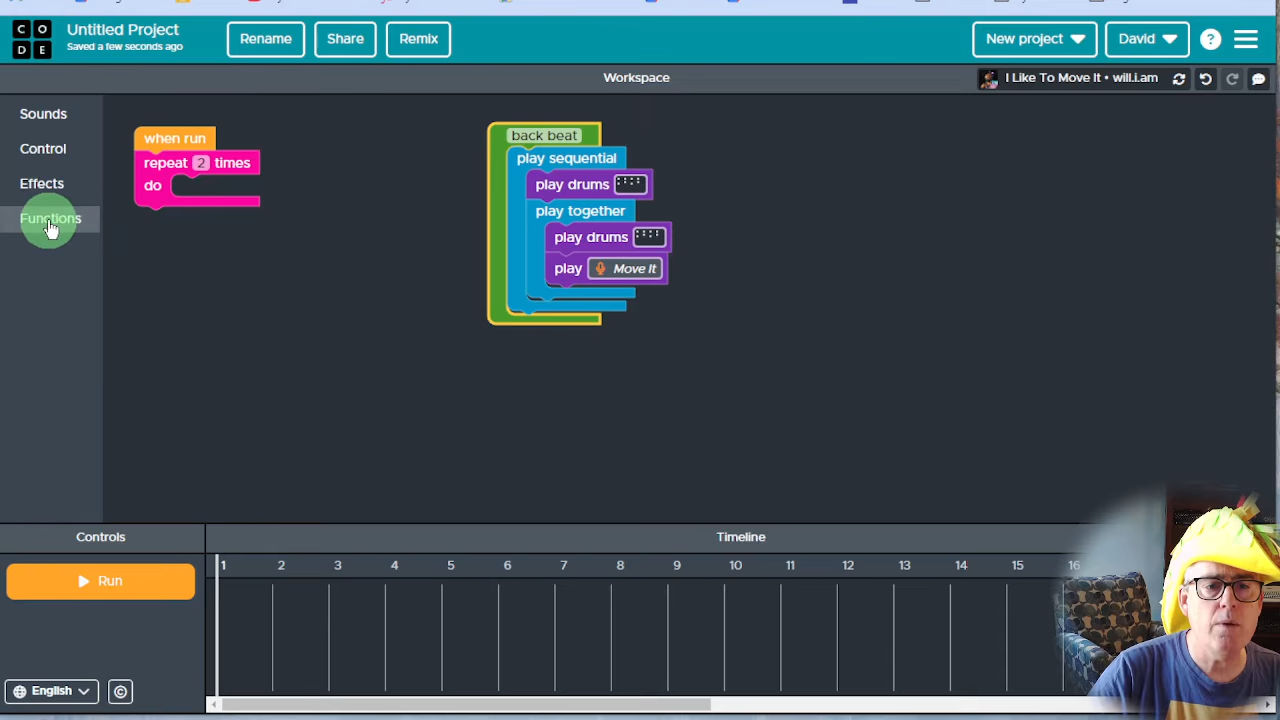 CO
DE
Untitled Project
Saved a few seconds ago
Rename
Share
Remix
New project
David
?
Workspace
I Like To Move It • will.i.am
Sounds
Control
Effects
Functions
when run
repeat 2 times
do
back beat
play sequential
play drums
play together
play drums
play Move It
Controls
Timeline
Run
1 2 3 4 5 6 7 8 9 10 11 12 13 14 15 16
English
©